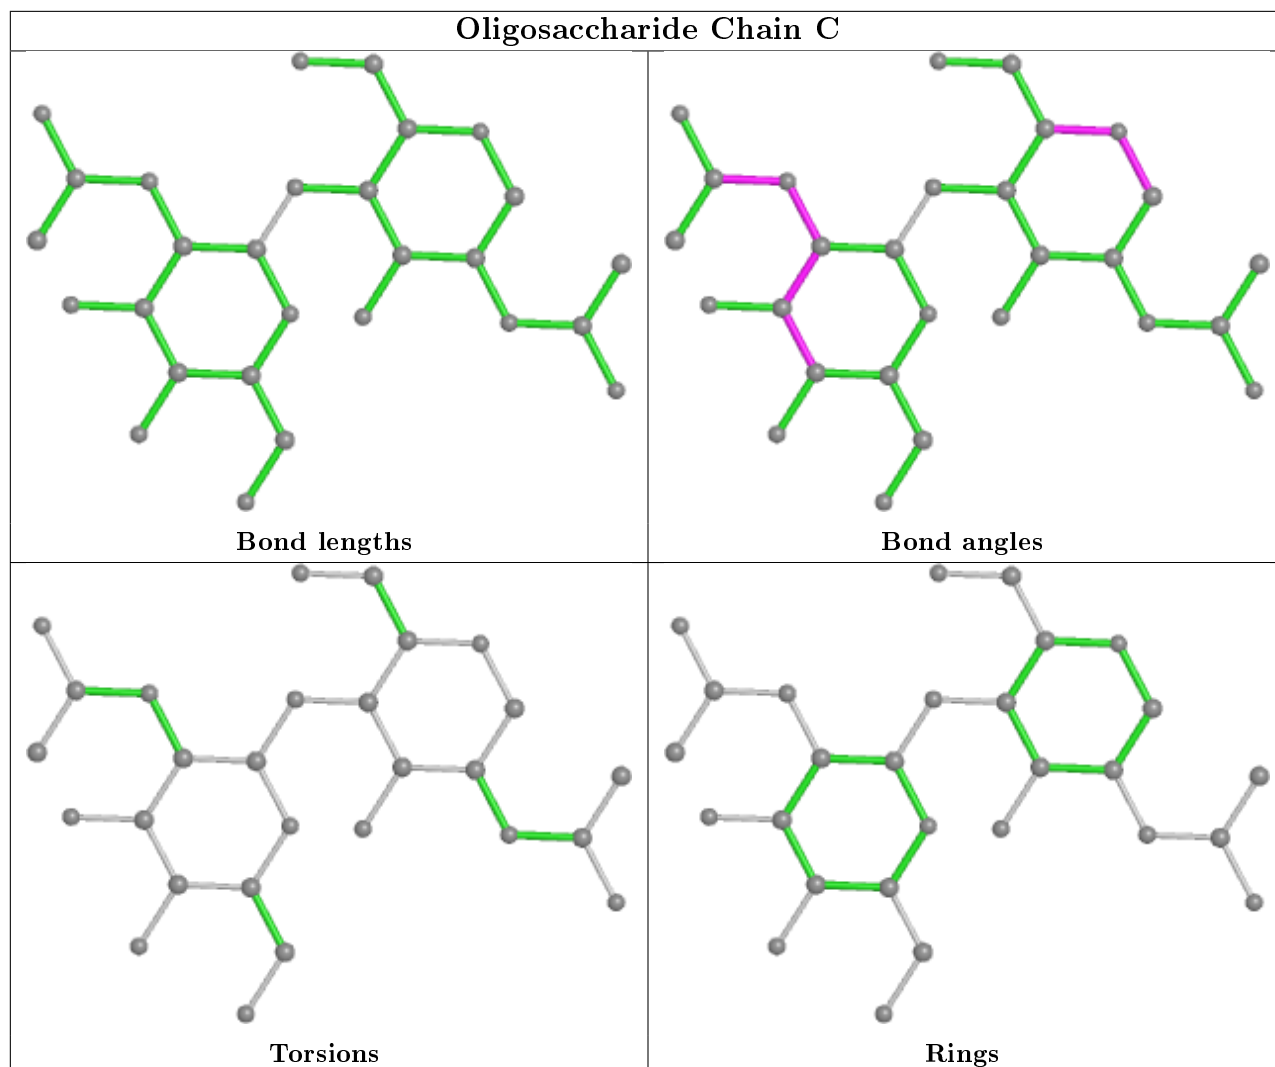 Oligosaccharide Chain C
Bond lengths
Bond angles
Torsions
Rings